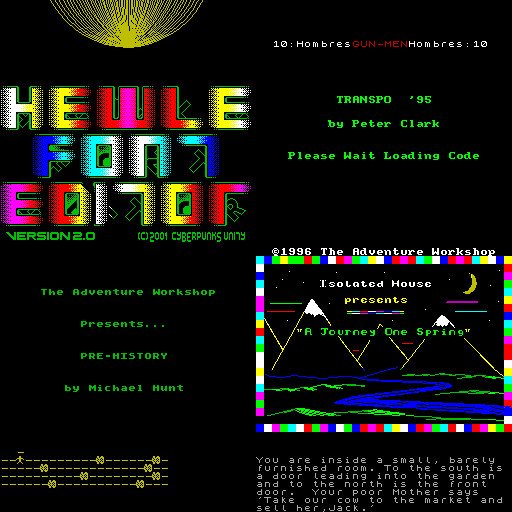 HEWLE
FONT
EDITOR
VERSION 2.0 (C)2001 CYBERPUNKS UNITY
10:HombresGUN-MENHombres:10
TRANSPO '95
by Peter Clark
Please Wait Loading Code
The Adventure Workshop
Presents...
PRE-HISTORY
by Michael Hunt
©1996 The Adventure Workshop
Isolated House
presents
"A Journey One Spring"
You are inside a small, barely
furnished room. To the south is
a door leading into the garden
and to the north is the front
door.  Your poor Mother says
'Take our cow to the market and
sell her,Jack.'